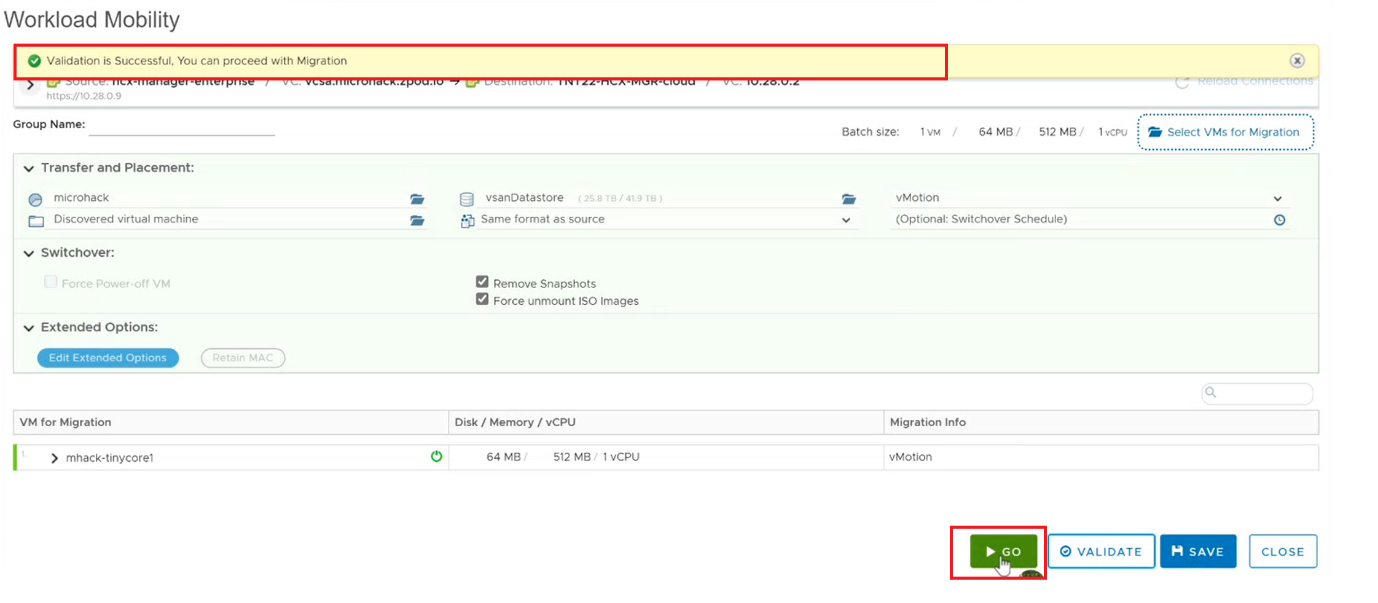 Workload Mobility
Validation is Successful, You can proceed with Migration
Source: hcx-manager-enterprise / VC: vcsa.microhack.zpod.io → Destination: TNT22-HCX-MGR-cloud / VC: 10.28.0.2 Reload Connections
https://10.28.0.9
Group Name:
Batch size: 1 VM / 64 MB / 512 MB / 1 vCPU Select VMs for Migration
Transfer and Placement:
microhack vsanDatastore ( 25.8 TB / 41.9 TB ) vMotion
Discovered virtual machine Same format as source (Optional: Switchover Schedule)
Switchover:
Force Power-off VM Remove Snapshots
Force unmount ISO Images
Extended Options:
Edit Extended Options Retain MAC
VM for Migration Disk / Memory / vCPU Migration Info
1 mhack-tinycore1 64 MB / 512 MB / 1 vCPU vMotion
GO VALIDATE SAVE CLOSE